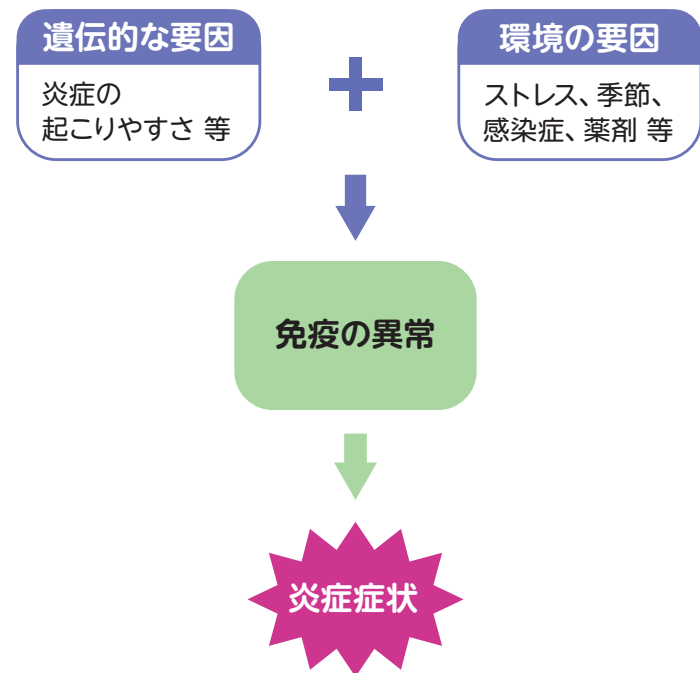 遺伝的な要因
炎症の
起こりやすさ 等
環境の要因
ストレス、季節、
感染症、薬剤 等
免疫の異常
炎症症状